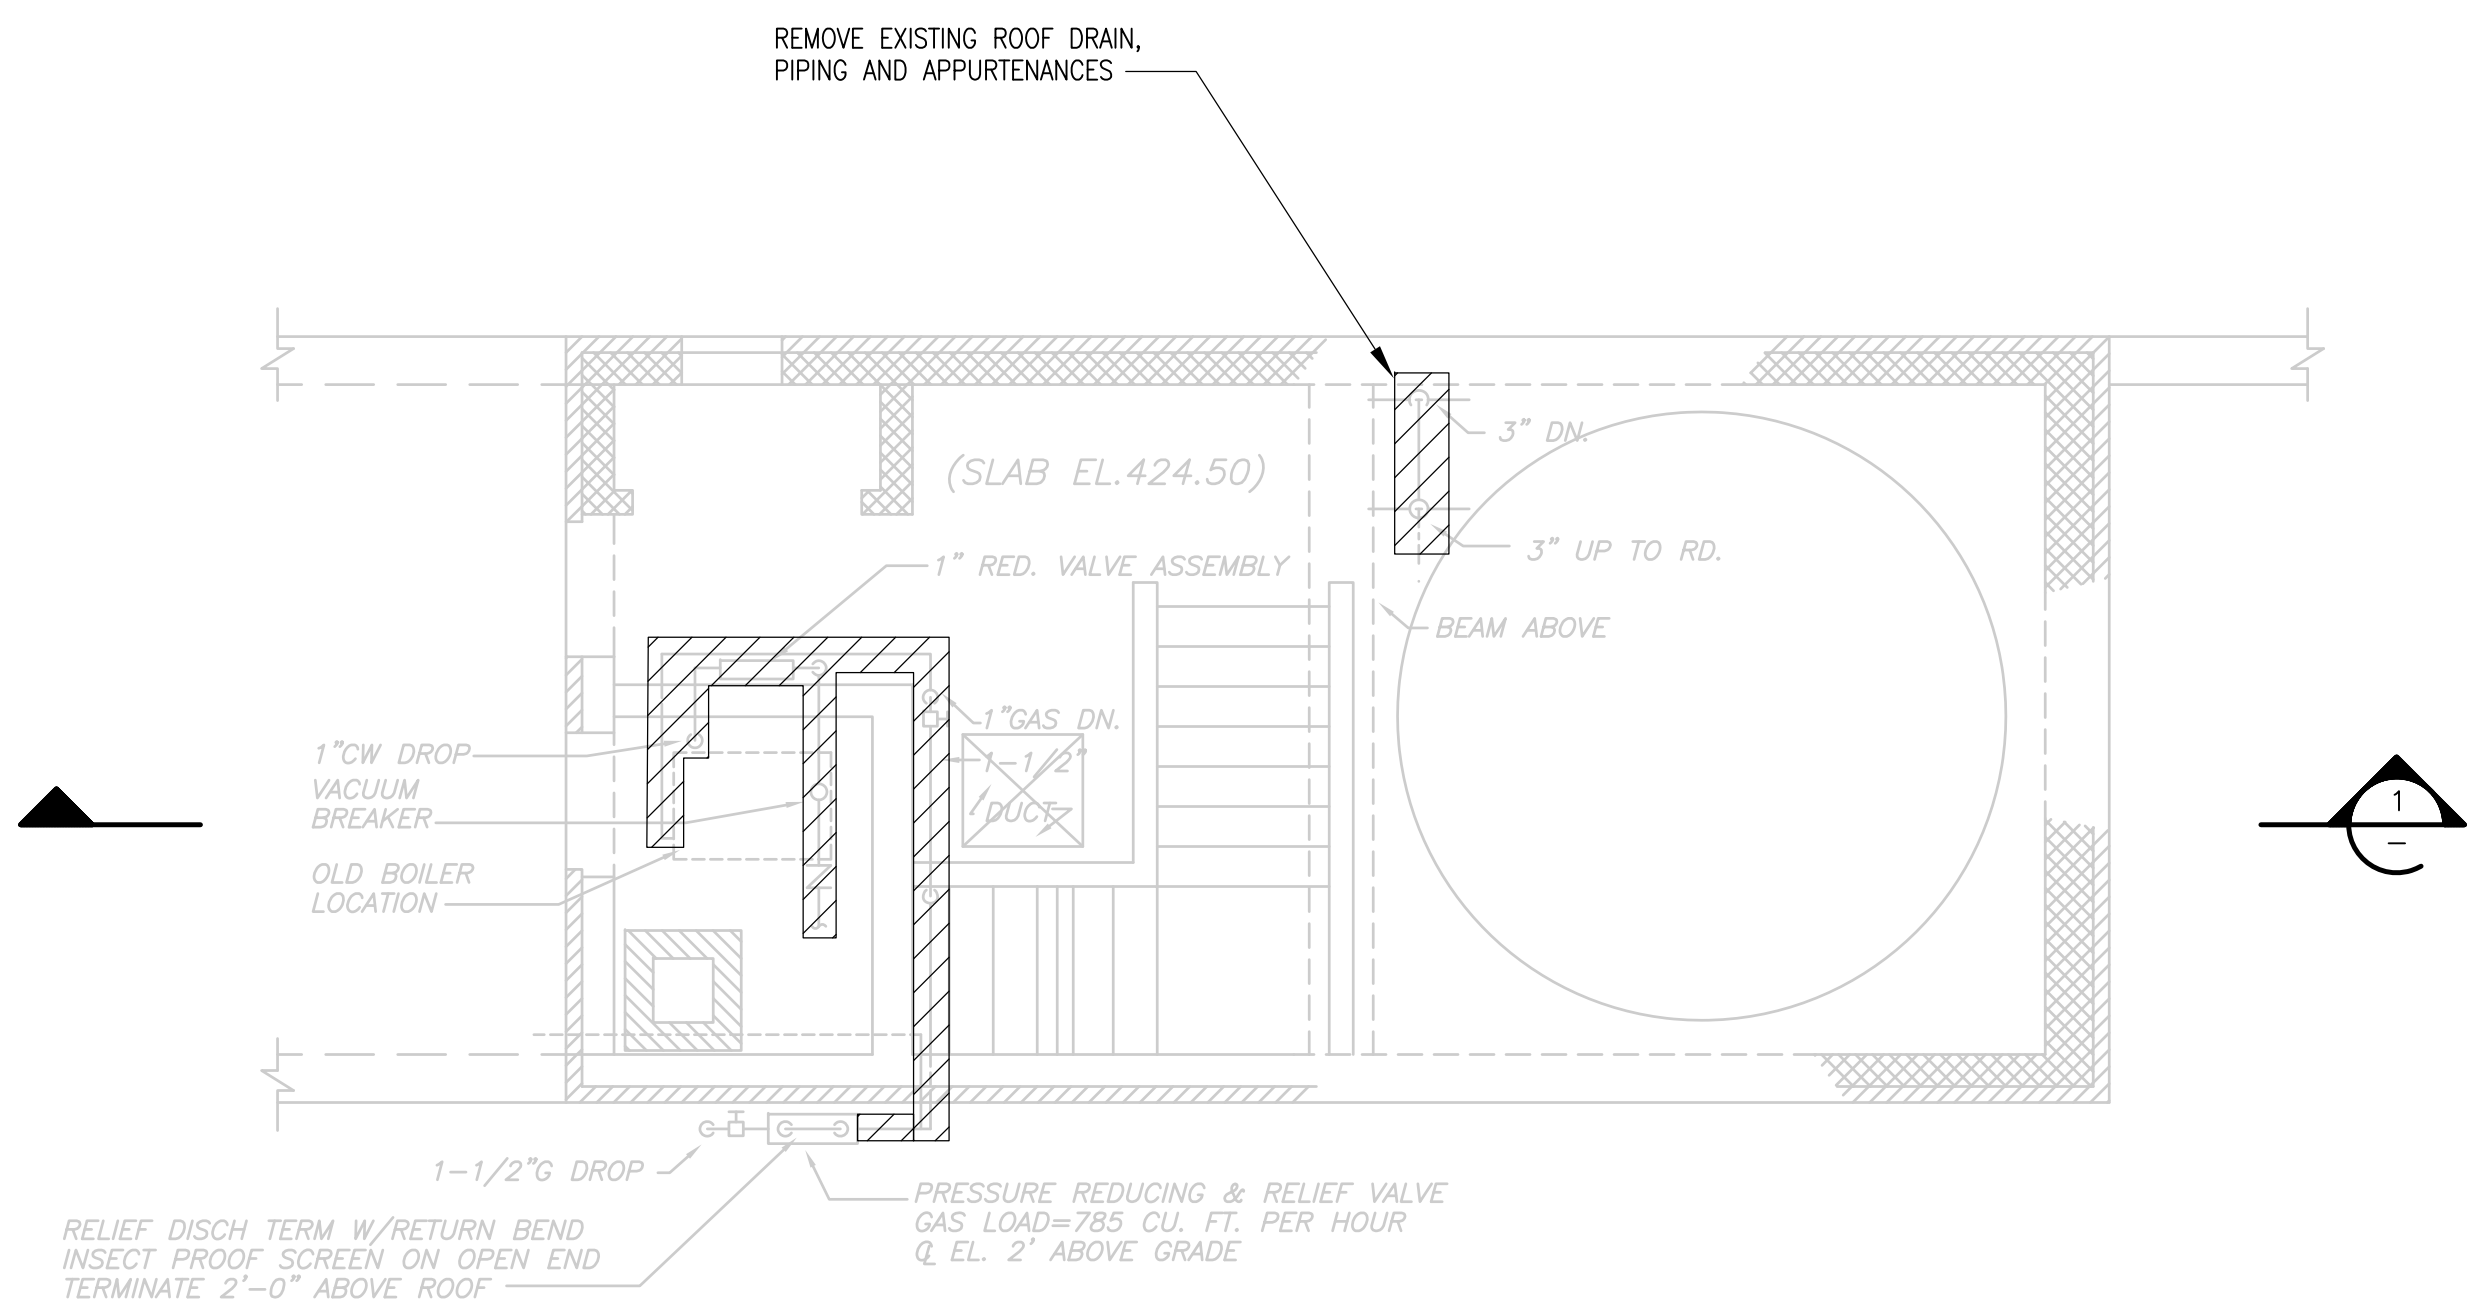 REMOVE EXISTING ROOF DRAIN,
PIPING AND APPURTENANCES
3" DN.
(SLAB EL.424.50)
3" UP TO RD.
1" RED. VALVE ASSEMBLY
BEAM ABOVE
1"GAS DN.
1-1/2"
DUCT
1"CW DROP
VACUUM
BREAKER
OLD BOILER
LOCATION
1
–
1-1/2"G DROP
PRESSURE REDUCING & RELIEF VALVE
GAS LOAD=785 CU. FT. PER HOUR
℄ EL. 2' ABOVE GRADE
RELIEF DISCH TERM W/RETURN BEND
INSECT PROOF SCREEN ON OPEN END
TERMINATE 2'-0" ABOVE ROOF